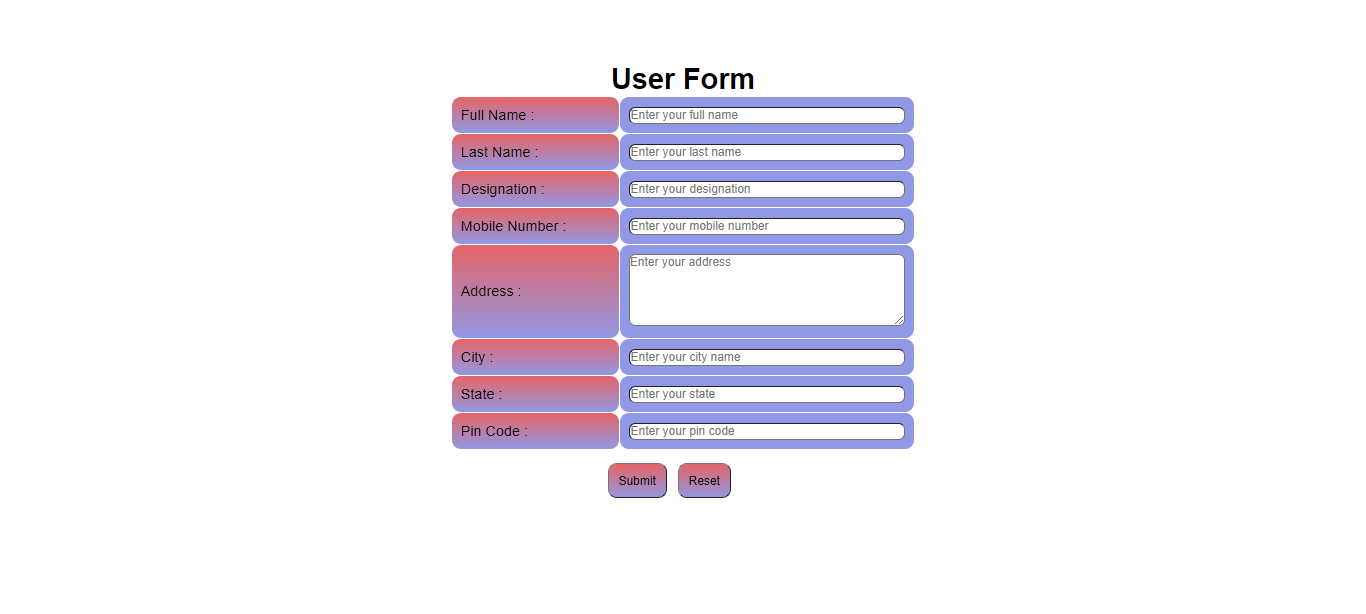 User Form
Full Name : Enter your full name
Last Name : Enter your last name
Designation : Enter your designation
Mobile Number : Enter your mobile number
Address : Enter your address
City : Enter your city name
State : Enter your state
Pin Code : Enter your pin code
Submit Reset